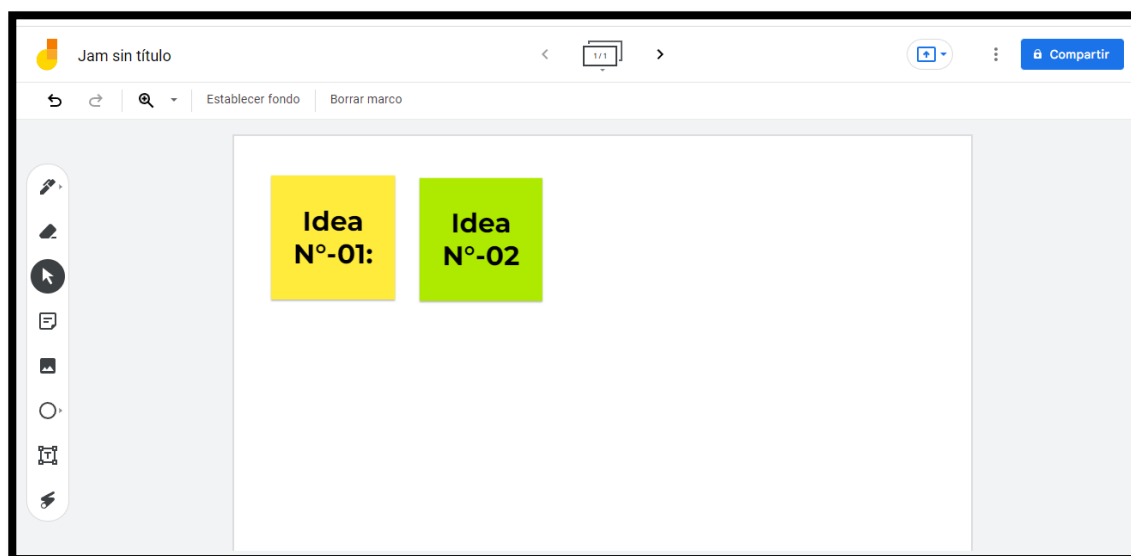 Jam sin título
1/1
Compartir
Establecer fondo
Borrar marco
Idea
N°-01:
Idea
N°-02